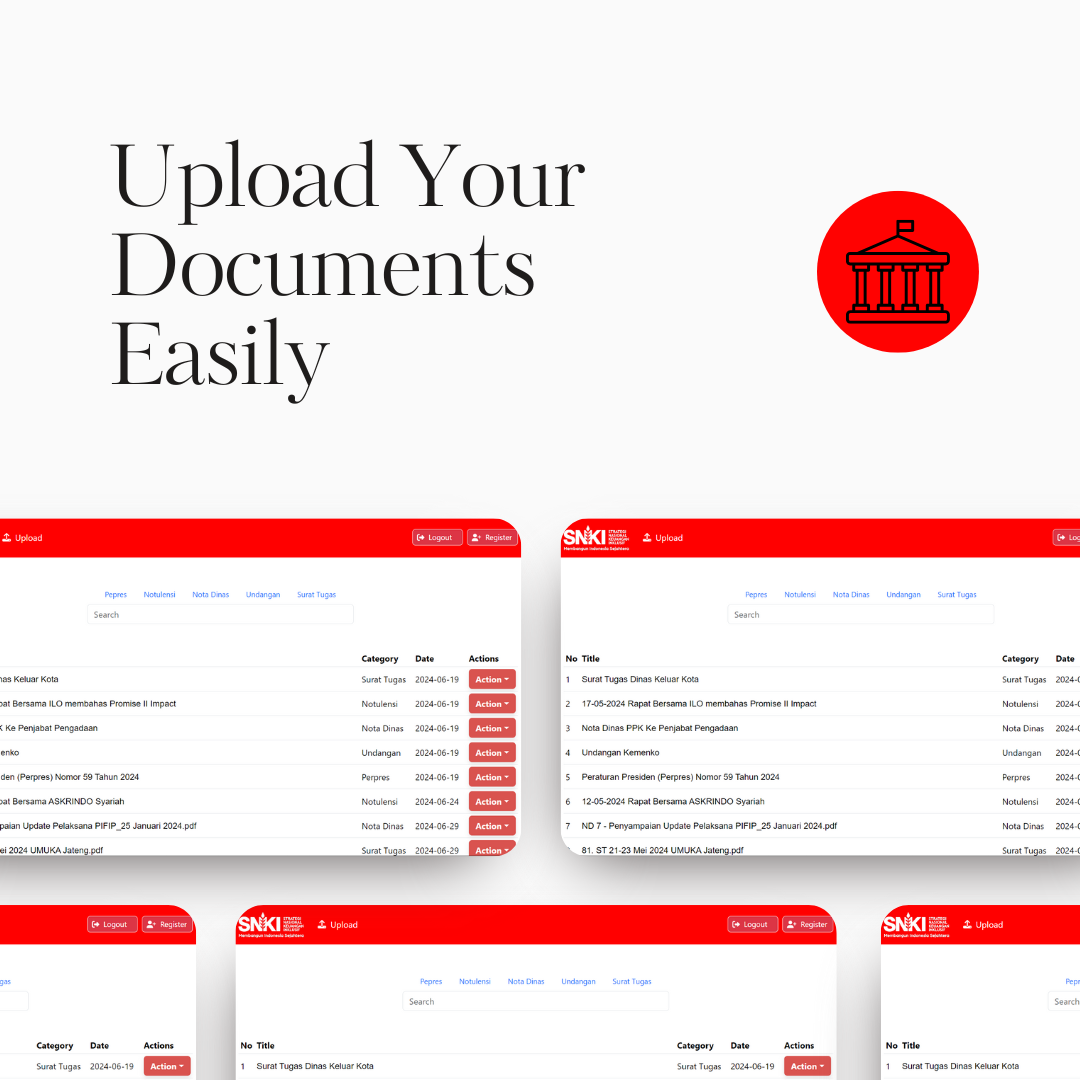 Upload Your
Documents
Easily
Upload
Logout
Register
Pepres Notulensi Nota Dinas Undangan Surat Tugas
Search
Category Date Actions
nas Keluar Kota Surat Tugas 2024-06-19 Action
pat Bersama ILO membahas Promise II Impact Notulensi 2024-06-19 Action
K Ke Penjabat Pengadaan Nota Dinas 2024-06-19 Action
enko Undangan 2024-06-19 Action
den (Perpres) Nomor 59 Tahun 2024 Perpres 2024-06-19 Action
pat Bersama ASKRINDO Syariah Notulensi 2024-06-24 Action
paian Update Pelaksana PIFIP_25 Januari 2024.pdf Nota Dinas 2024-06-29 Action
ei 2024 UMUKA Jateng.pdf Surat Tugas 2024-06-29 Action
SNKI
STRATEGI
NASIONAL
KEUANGAN
INKLUSIF
Membangun Indonesia Sejahtera
Upload
Log
Pepres Notulensi Nota Dinas Undangan Surat Tugas
Search
No Title Category Date
1 Surat Tugas Dinas Keluar Kota Surat Tugas 2024-0
2 17-05-2024 Rapat Bersama ILO membahas Promise II Impact Notulensi 2024-0
3 Nota Dinas PPK Ke Penjabat Pengadaan Nota Dinas 2024-0
4 Undangan Kemenko Undangan 2024-0
5 Peraturan Presiden (Perpres) Nomor 59 Tahun 2024 Perpres 2024-0
6 12-05-2024 Rapat Bersama ASKRINDO Syariah Notulensi 2024-0
7 ND 7 - Penyampaian Update Pelaksana PIFIP_25 Januari 2024.pdf Nota Dinas 2024-0
81. ST 21-23 Mei 2024 UMUKA Jateng.pdf Surat Tugas 2024-0
Logout
Register
gas
Category Date Actions
Surat Tugas 2024-06-19 Action
SNKI
STRATEGI
NASIONAL
KEUANGAN
INKLUSIF
Membangun Indonesia Sejahtera
Upload
Logout
Register
Pepres Notulensi Nota Dinas Undangan Surat Tugas
Search
No Title Category Date Actions
1 Surat Tugas Dinas Keluar Kota Surat Tugas 2024-06-19 Action
SNKI
STRATEGI
NASIONAL
KEUANGAN
INKLUSIF
Membangun Indonesia Sejahtera
Upload
Pepr
Search
No Title
1 Surat Tugas Dinas Keluar Kota